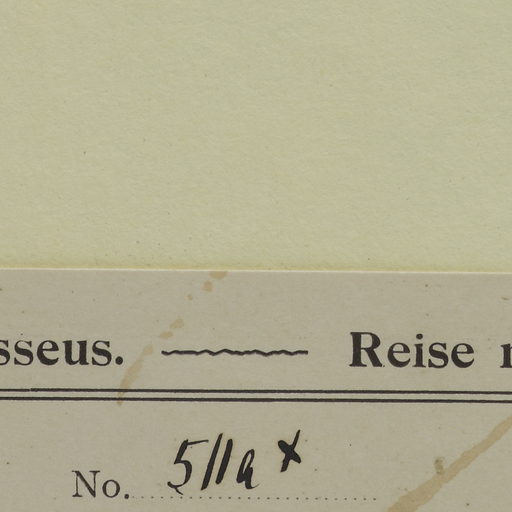 sseus. Reise
No. 511a x